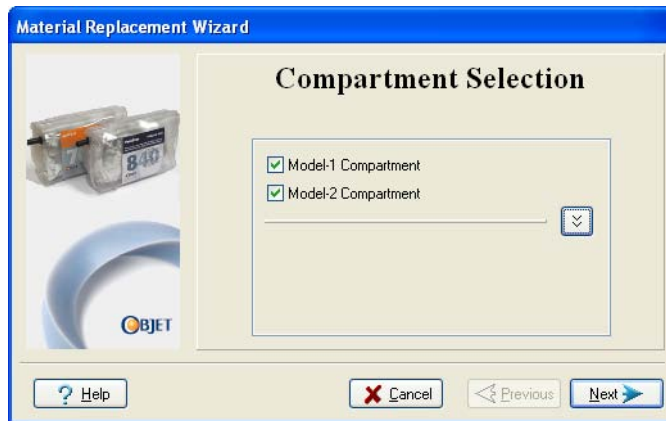 Material Replacement Wizard
Compartment Selection
840
Model-1 Compartment
Model-2 Compartment
OBJET
? Help
Cancel
Previous
Next